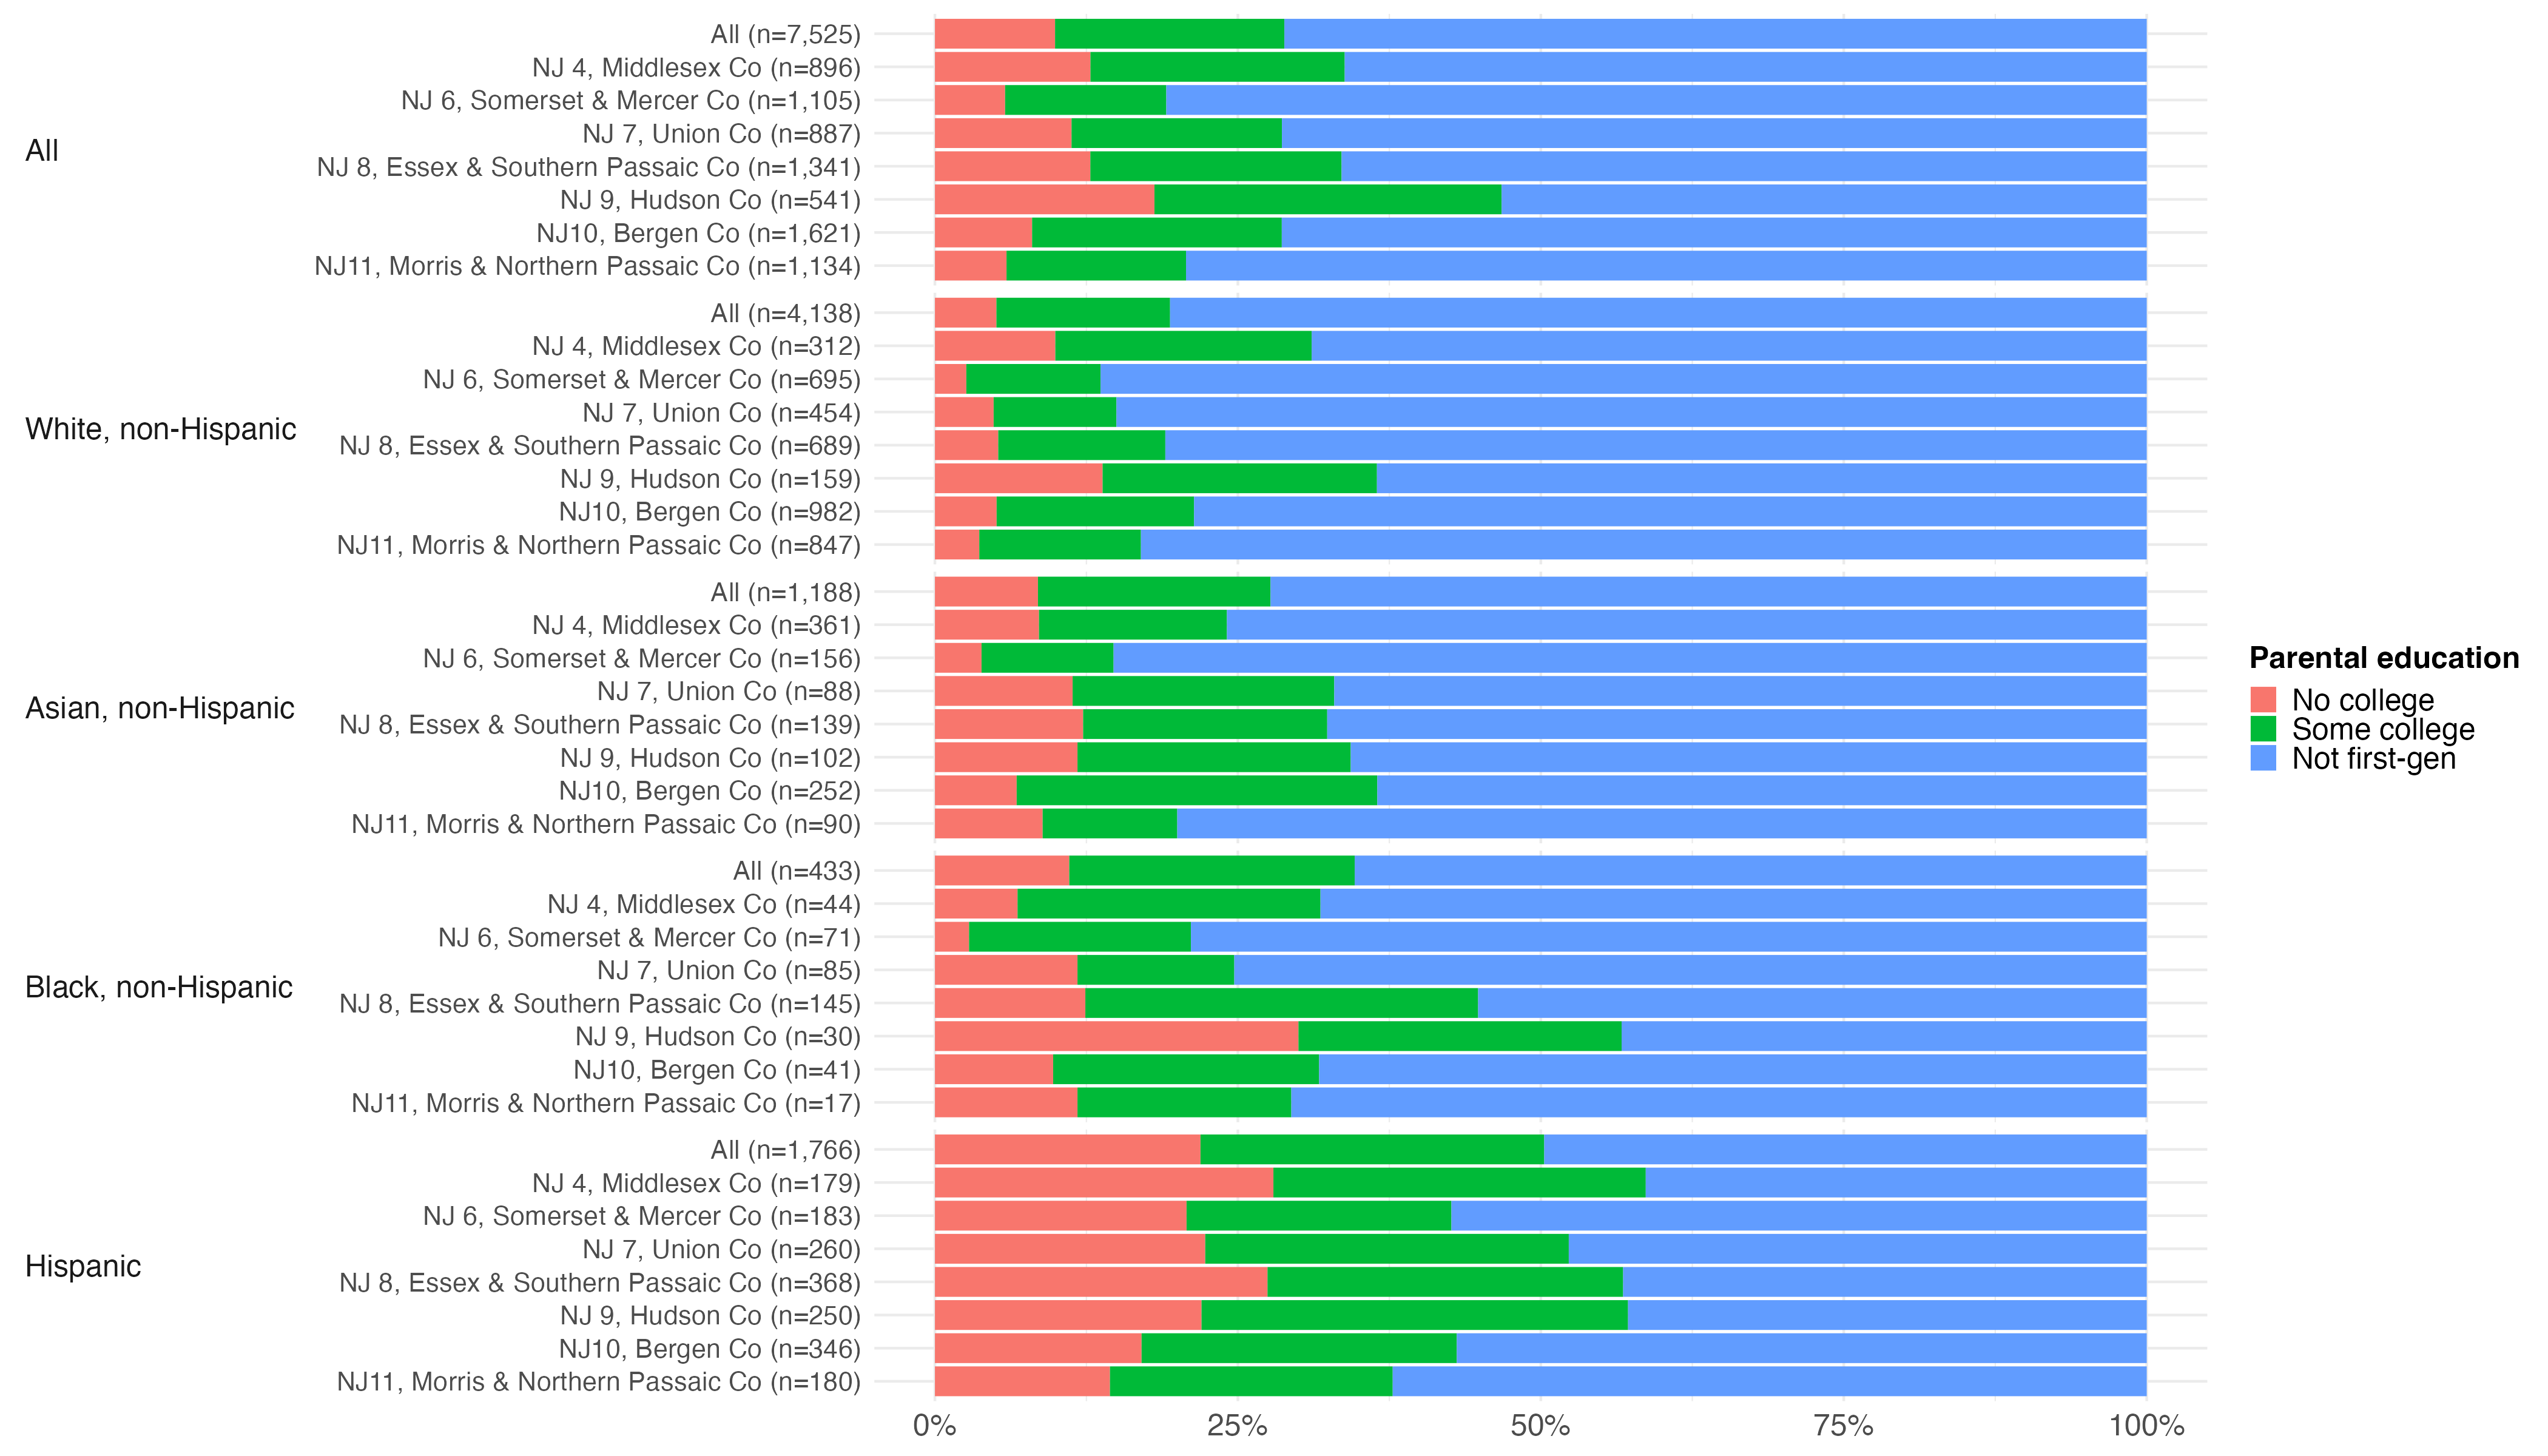 All
All (n=7,525)
NJ 4, Middlesex Co (n=896)
NJ 6, Somerset & Mercer Co (n=1,105)
NJ 7, Union Co (n=887)
NJ 8, Essex & Southern Passaic Co (n=1,341)
NJ 9, Hudson Co (n=541)
NJ10, Bergen Co (n=1,621)
NJ11, Morris & Northern Passaic Co (n=1,134)
White, non-Hispanic
All (n=4,138)
NJ 4, Middlesex Co (n=312)
NJ 6, Somerset & Mercer Co (n=695)
NJ 7, Union Co (n=454)
NJ 8, Essex & Southern Passaic Co (n=689)
NJ 9, Hudson Co (n=159)
NJ10, Bergen Co (n=982)
NJ11, Morris & Northern Passaic Co (n=847)
Asian, non-Hispanic
All (n=1,188)
NJ 4, Middlesex Co (n=361)
NJ 6, Somerset & Mercer Co (n=156)
NJ 7, Union Co (n=88)
NJ 8, Essex & Southern Passaic Co (n=139)
NJ 9, Hudson Co (n=102)
NJ10, Bergen Co (n=252)
NJ11, Morris & Northern Passaic Co (n=90)
Black, non-Hispanic
All (n=433)
NJ 4, Middlesex Co (n=44)
NJ 6, Somerset & Mercer Co (n=71)
NJ 7, Union Co (n=85)
NJ 8, Essex & Southern Passaic Co (n=145)
NJ 9, Hudson Co (n=30)
NJ10, Bergen Co (n=41)
NJ11, Morris & Northern Passaic Co (n=17)
Hispanic
All (n=1,766)
NJ 4, Middlesex Co (n=179)
NJ 6, Somerset & Mercer Co (n=183)
NJ 7, Union Co (n=260)
NJ 8, Essex & Southern Passaic Co (n=368)
NJ 9, Hudson Co (n=250)
NJ10, Bergen Co (n=346)
NJ11, Morris & Northern Passaic Co (n=180)
0% 25% 50% 75% 100%
Parental education
No college
Some college
Not first-gen